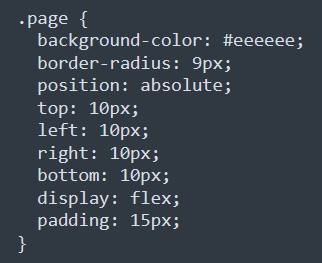 .page {
  background-color: #eeeeee;
  border-radius: 9px;
  position: absolute;
  top: 10px;
  left: 10px;
  right: 10px;
  bottom: 10px;
  display: flex;
  padding: 15px;
}